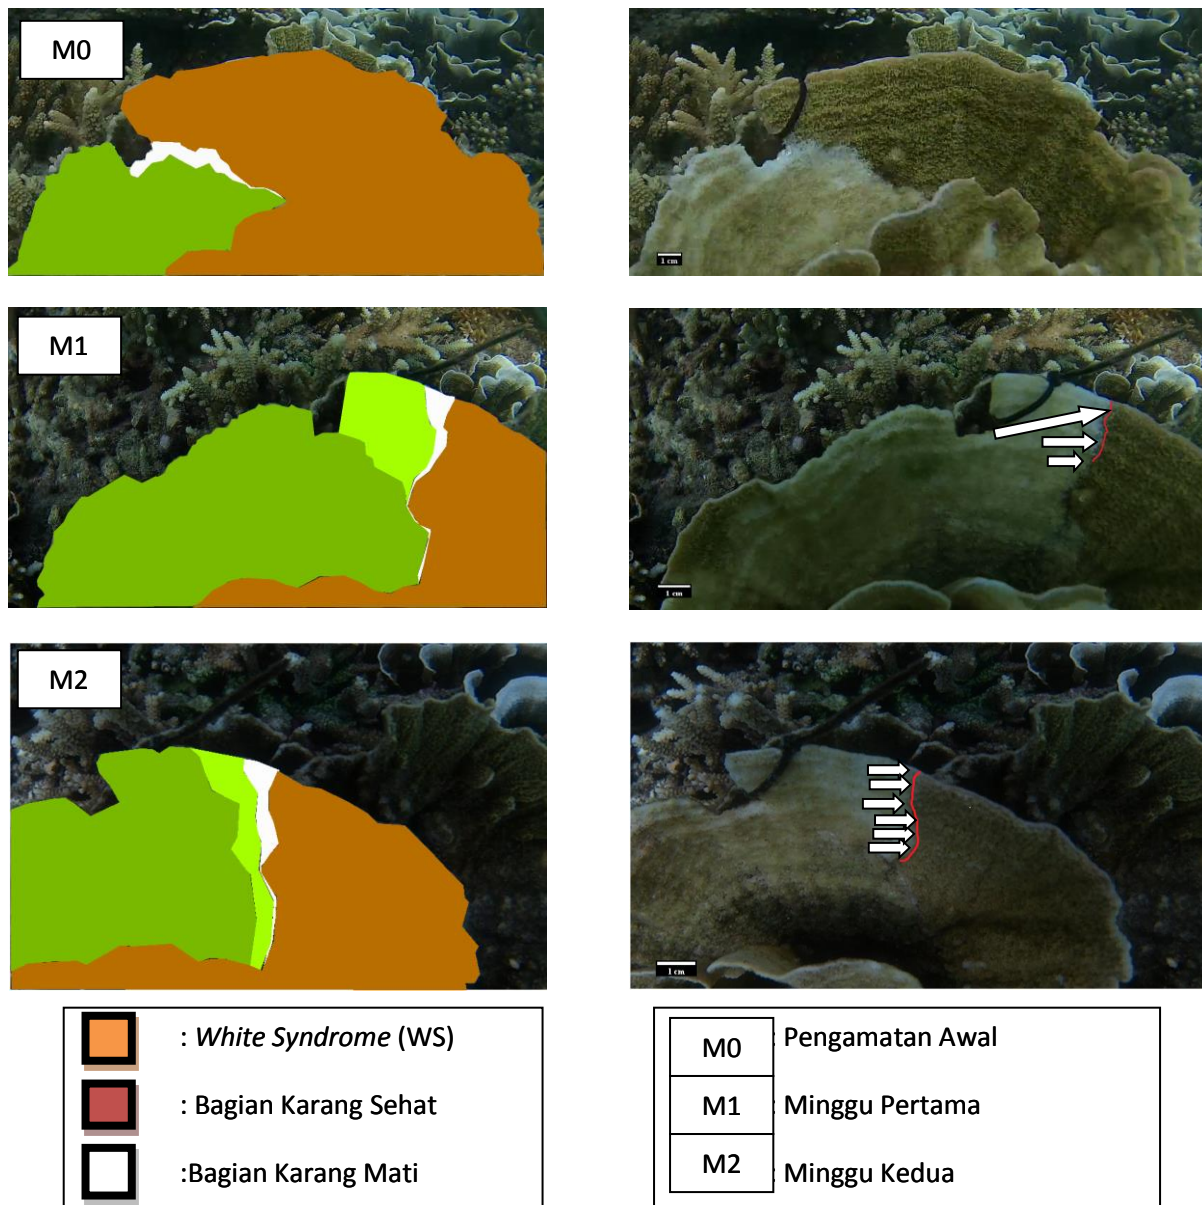 M0
1 cm
M1
1 cm
M2
1 cm
: White Syndrome (WS)
: Bagian Karang Sehat
:Bagian Karang Mati
M0 : Pengamatan Awal
M1 : Minggu Pertama
M2 : Minggu Kedua